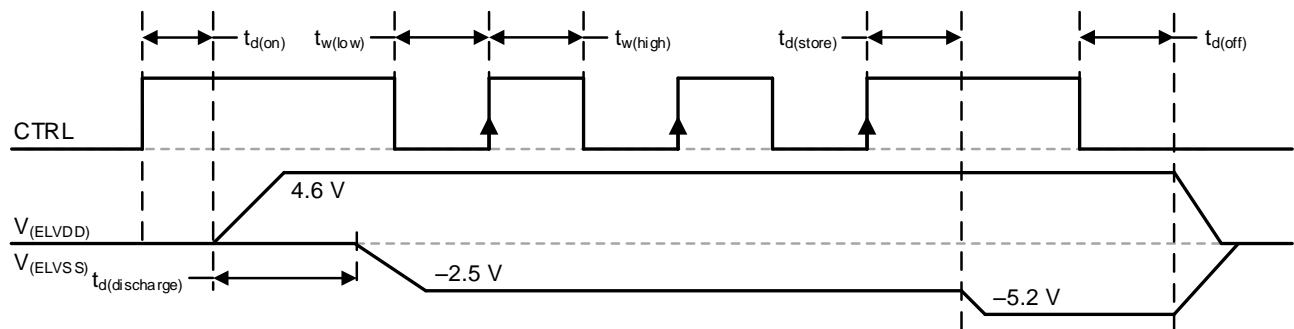 td(on) tw(low) tw(high) td(store) td(off)
CTRL
4.6 V
V(ELVDD)
V(ELVSS)
td(discharge)
–2.5 V
–5.2 V